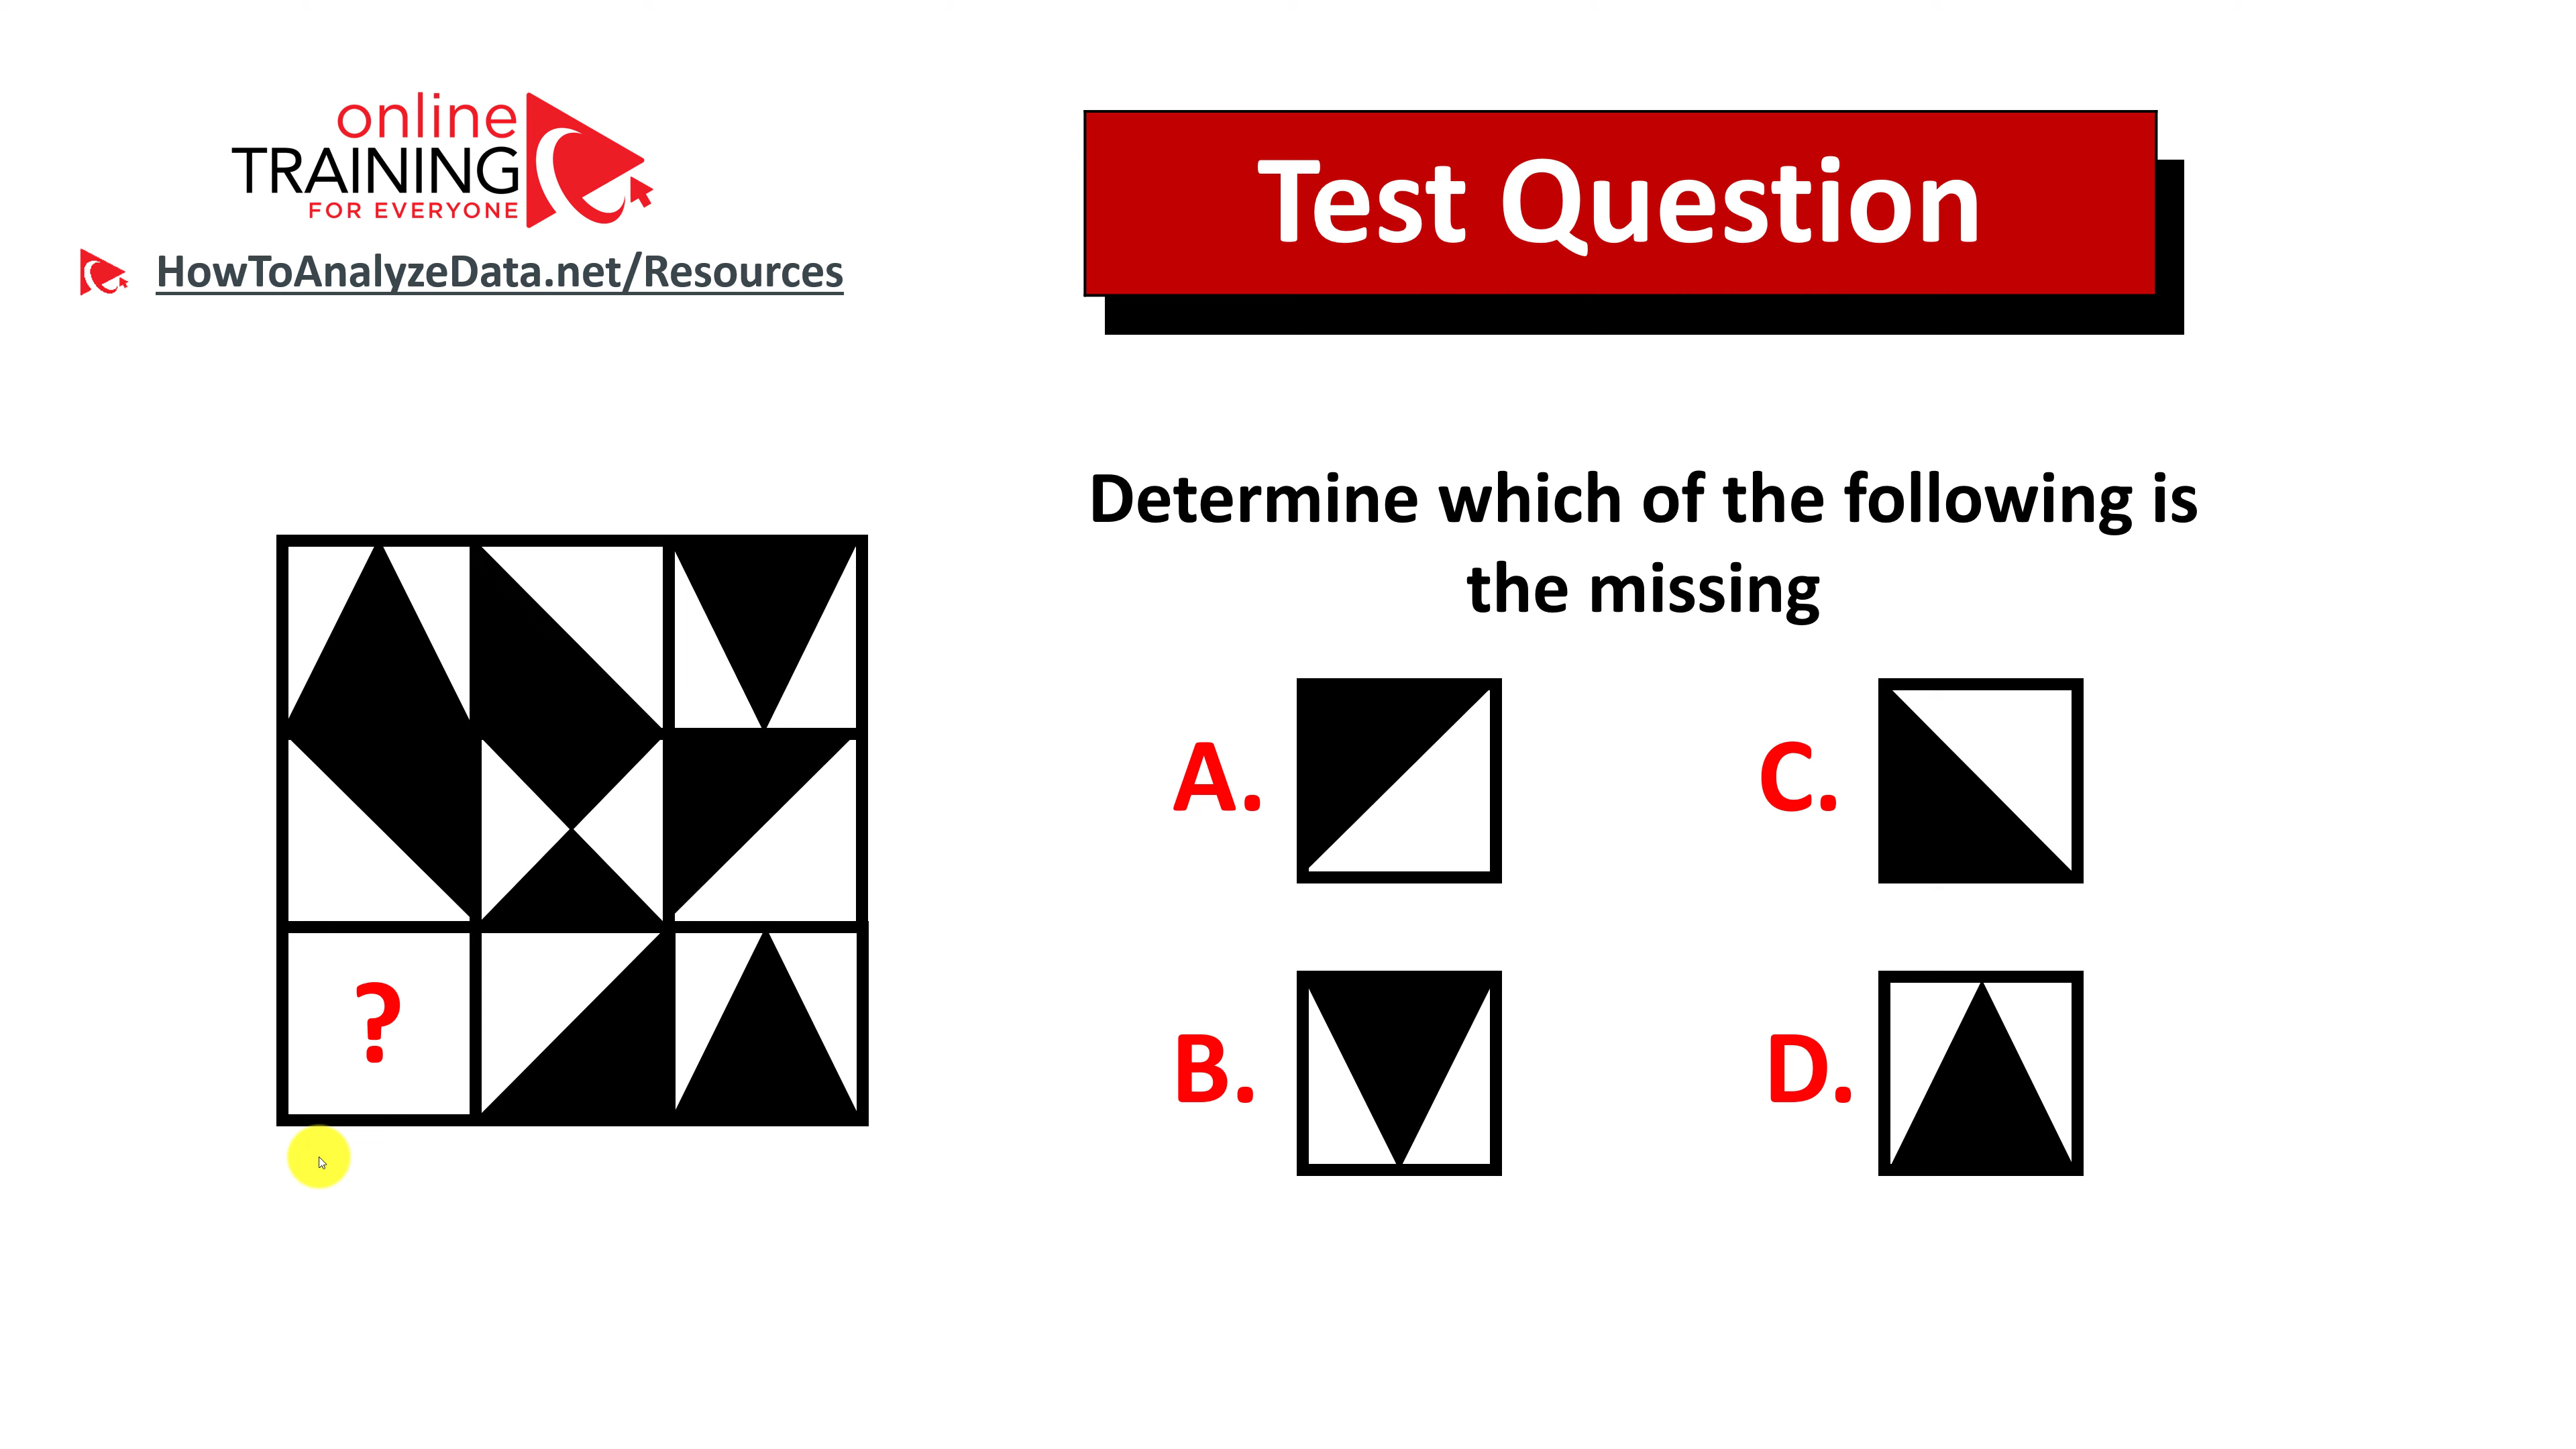 online
TRAINING
FOR EVERYONE
HowToAnalyzeData.net/Resources
Test Question
Determine which of the following is
the missing
A.
C.
?
B.
D.